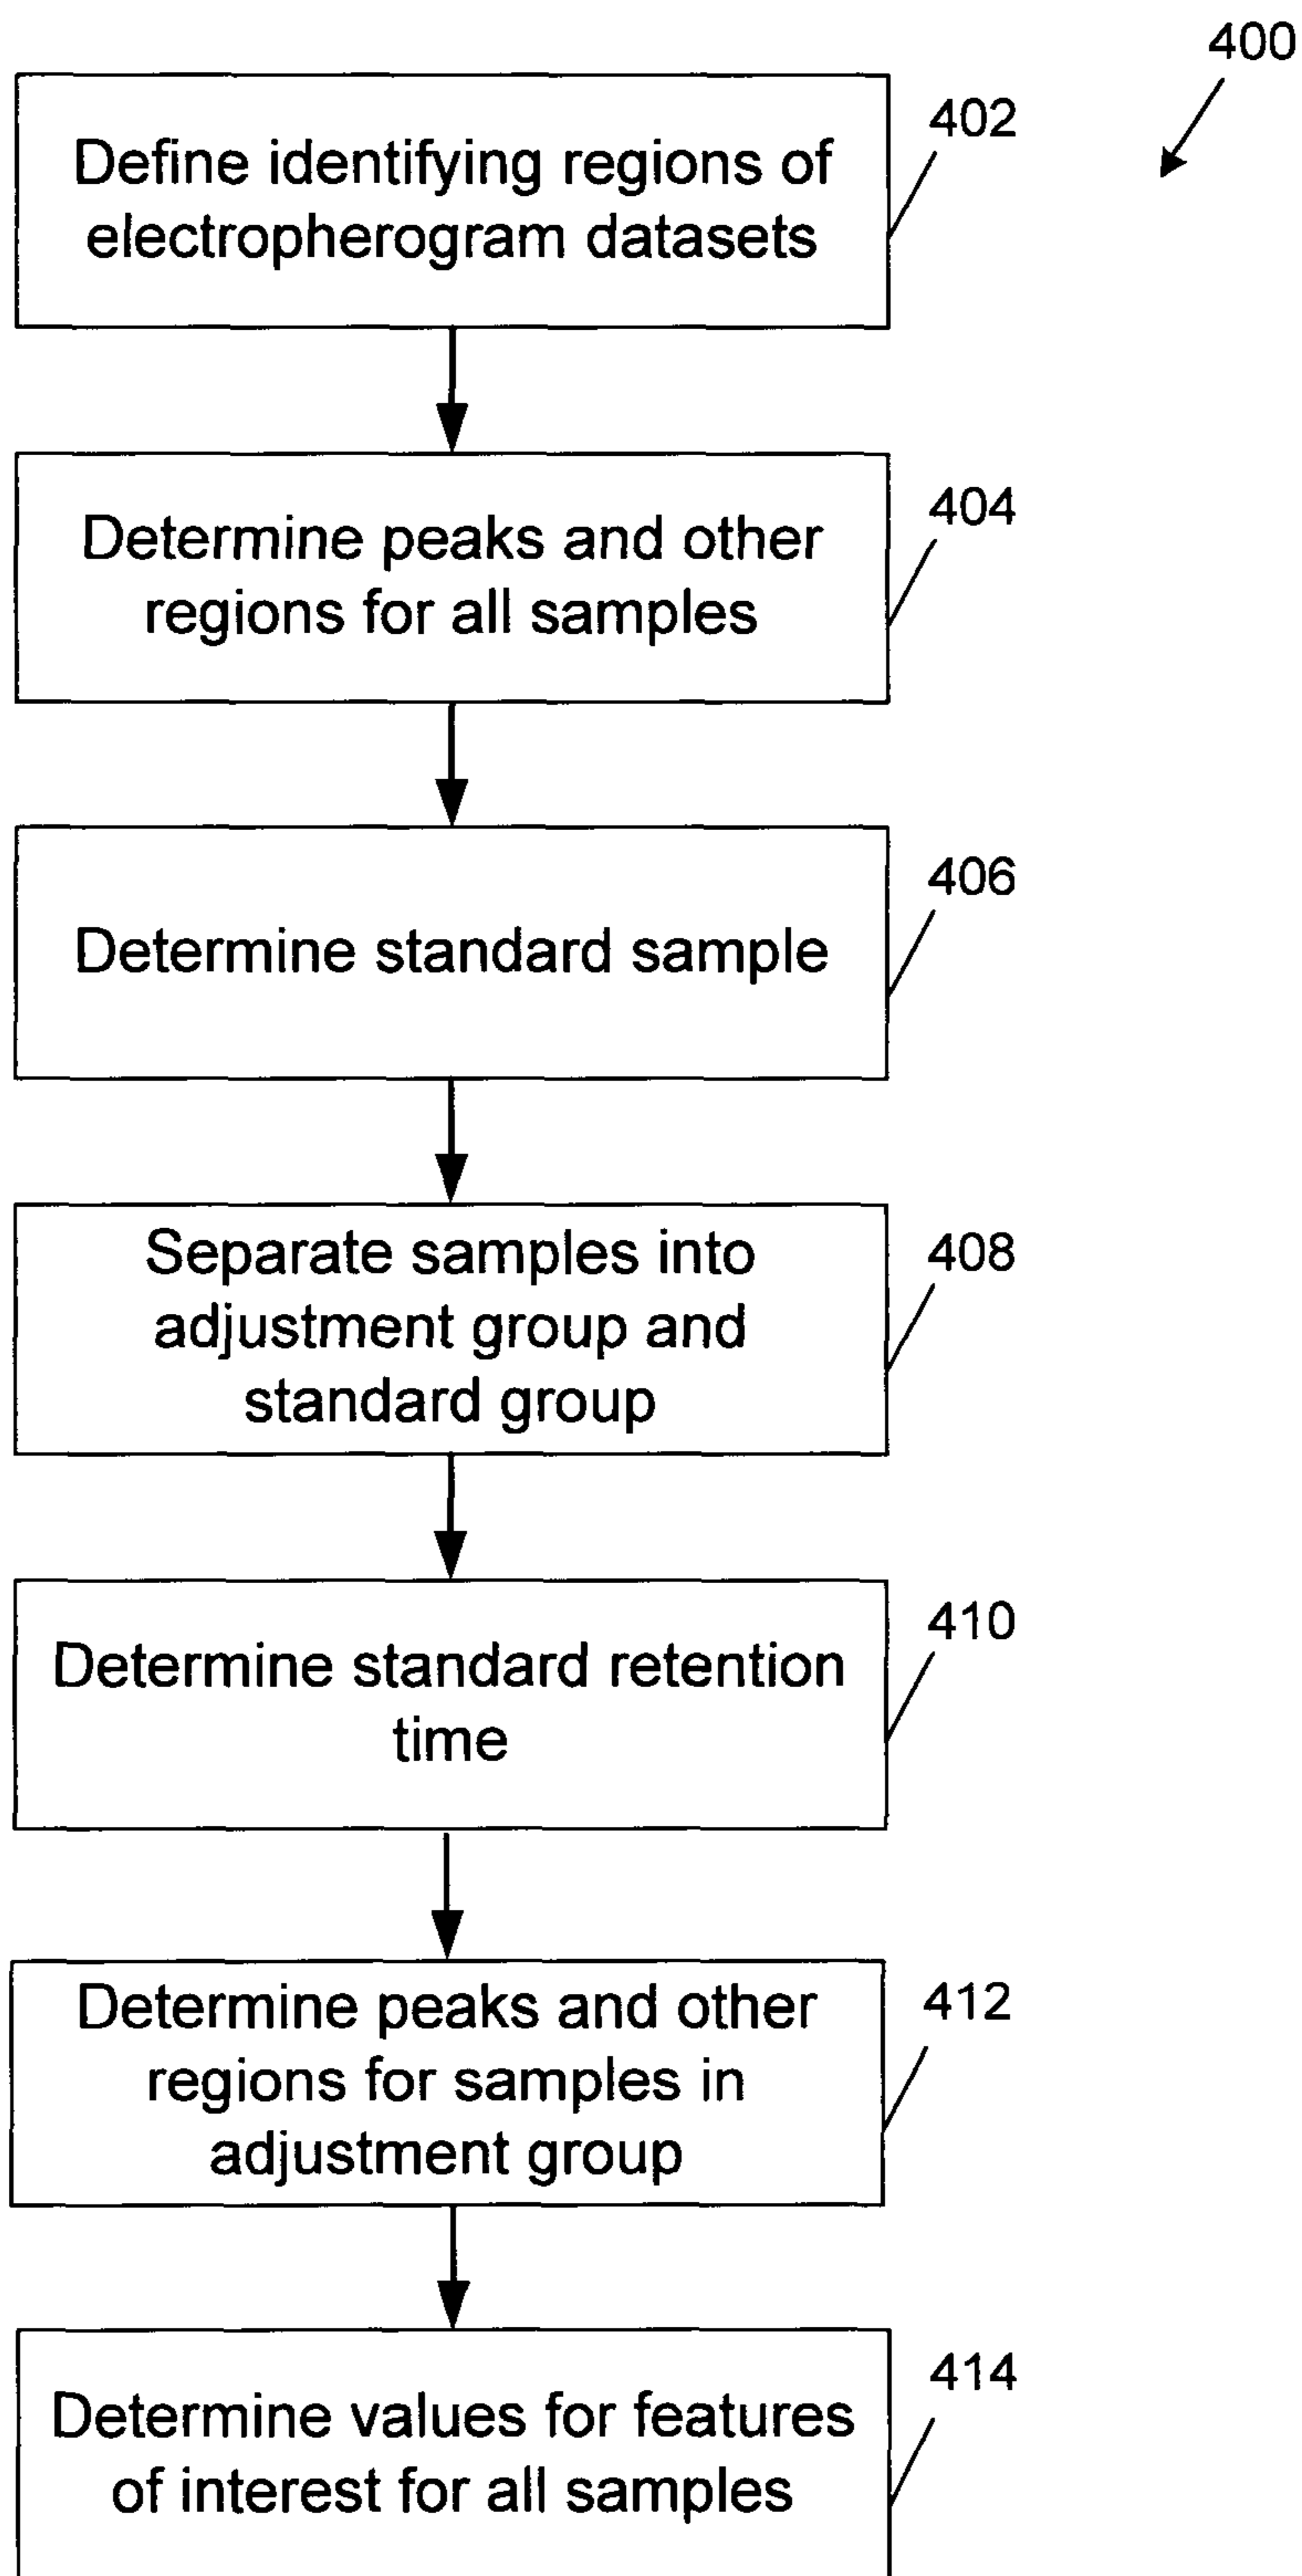 400
402
Define identifying regions of
electropherogram datasets
404
Determine peaks and other
regions for all samples
406
Determine standard sample
408
Separate samples into
adjustment group and
standard group
410
Determine standard retention
time
412
Determine peaks and other
regions for samples in
adjustment group
414
Determine values for features
of interest for all samples